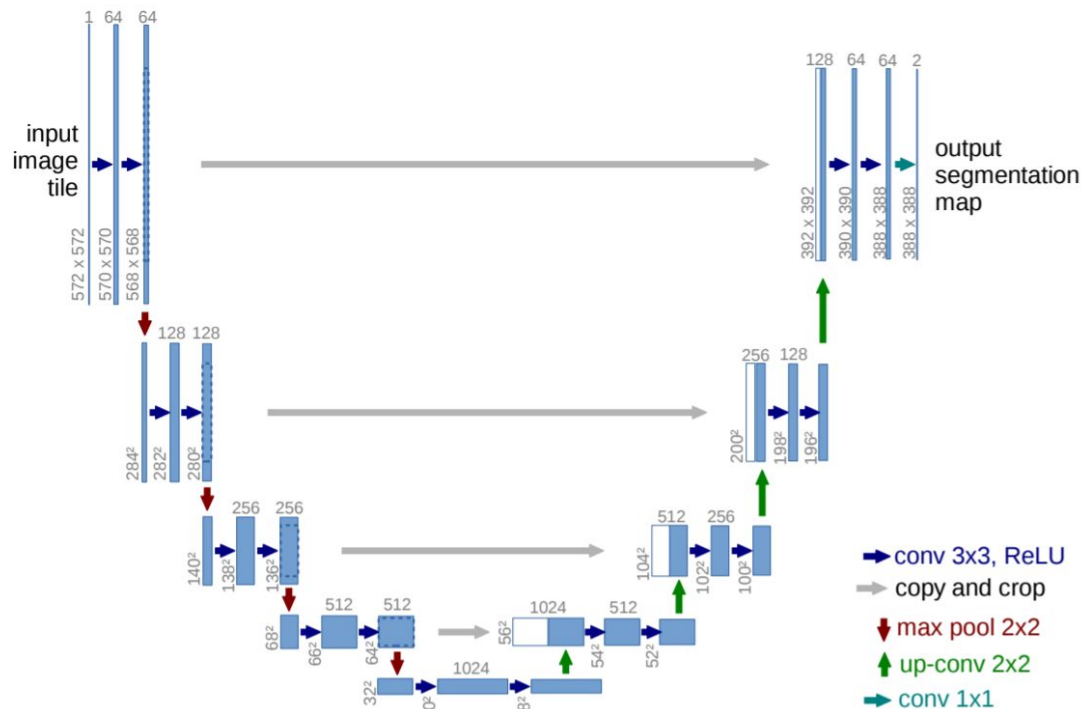 1 64 64
input
image
tile
572 x 572
570 x 570
568 x 568
128 64 64 2
output
segmentation
map
392 x 392
390 x 390
388 x 388
388 x 388
128 128
284²
282²
280²
256 128
200²
198²
196²
256 256
140²
138²
136²
512 256
104²
102²
100²
512 512
68²
66²
64²
1024 512
56²
54²
52²
1024
32²
conv 3x3, ReLU
copy and crop
max pool 2x2
up-conv 2x2
conv 1x1